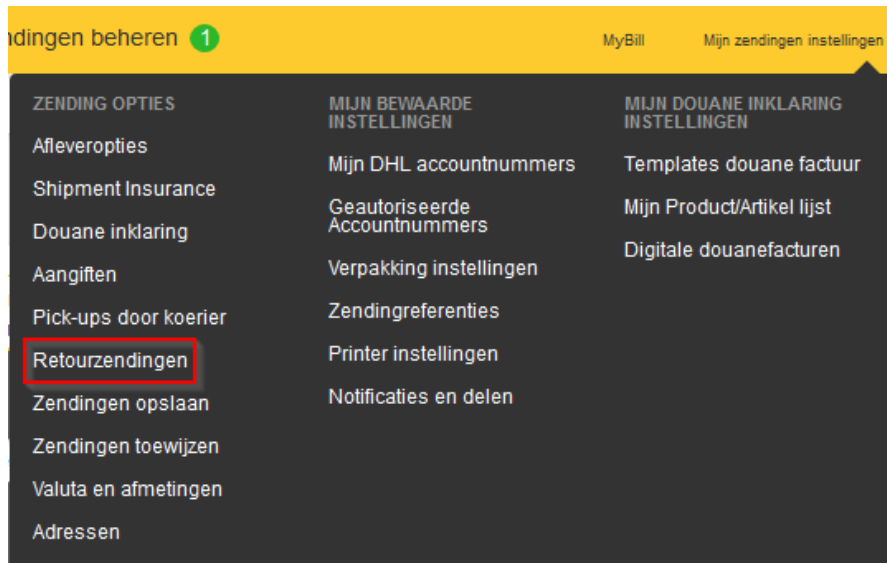 dingen beheren 1
MyBill
Mijn zendingen instellingen
ZENDING OPTIES
Afleveropties
Shipment Insurance
Douane inklaring
Aangiften
Pick-ups door koerier
Retourzendingen
Zendingen opslaan
Zendingen toewijzen
Valuta en afmetingen
Adressen
MIJN BEWAARDE
INSTELLINGEN
Mijn DHL accountnummers
Geautoriseerde
Accountnummers
Verpakking instellingen
Zendingreferenties
Printer instellingen
Notificaties en delen
MIJN DOUANE INKLARING
INSTELLINGEN
Templates douane factuur
Mijn Product/Artikel lijst
Digitale douanefacturen